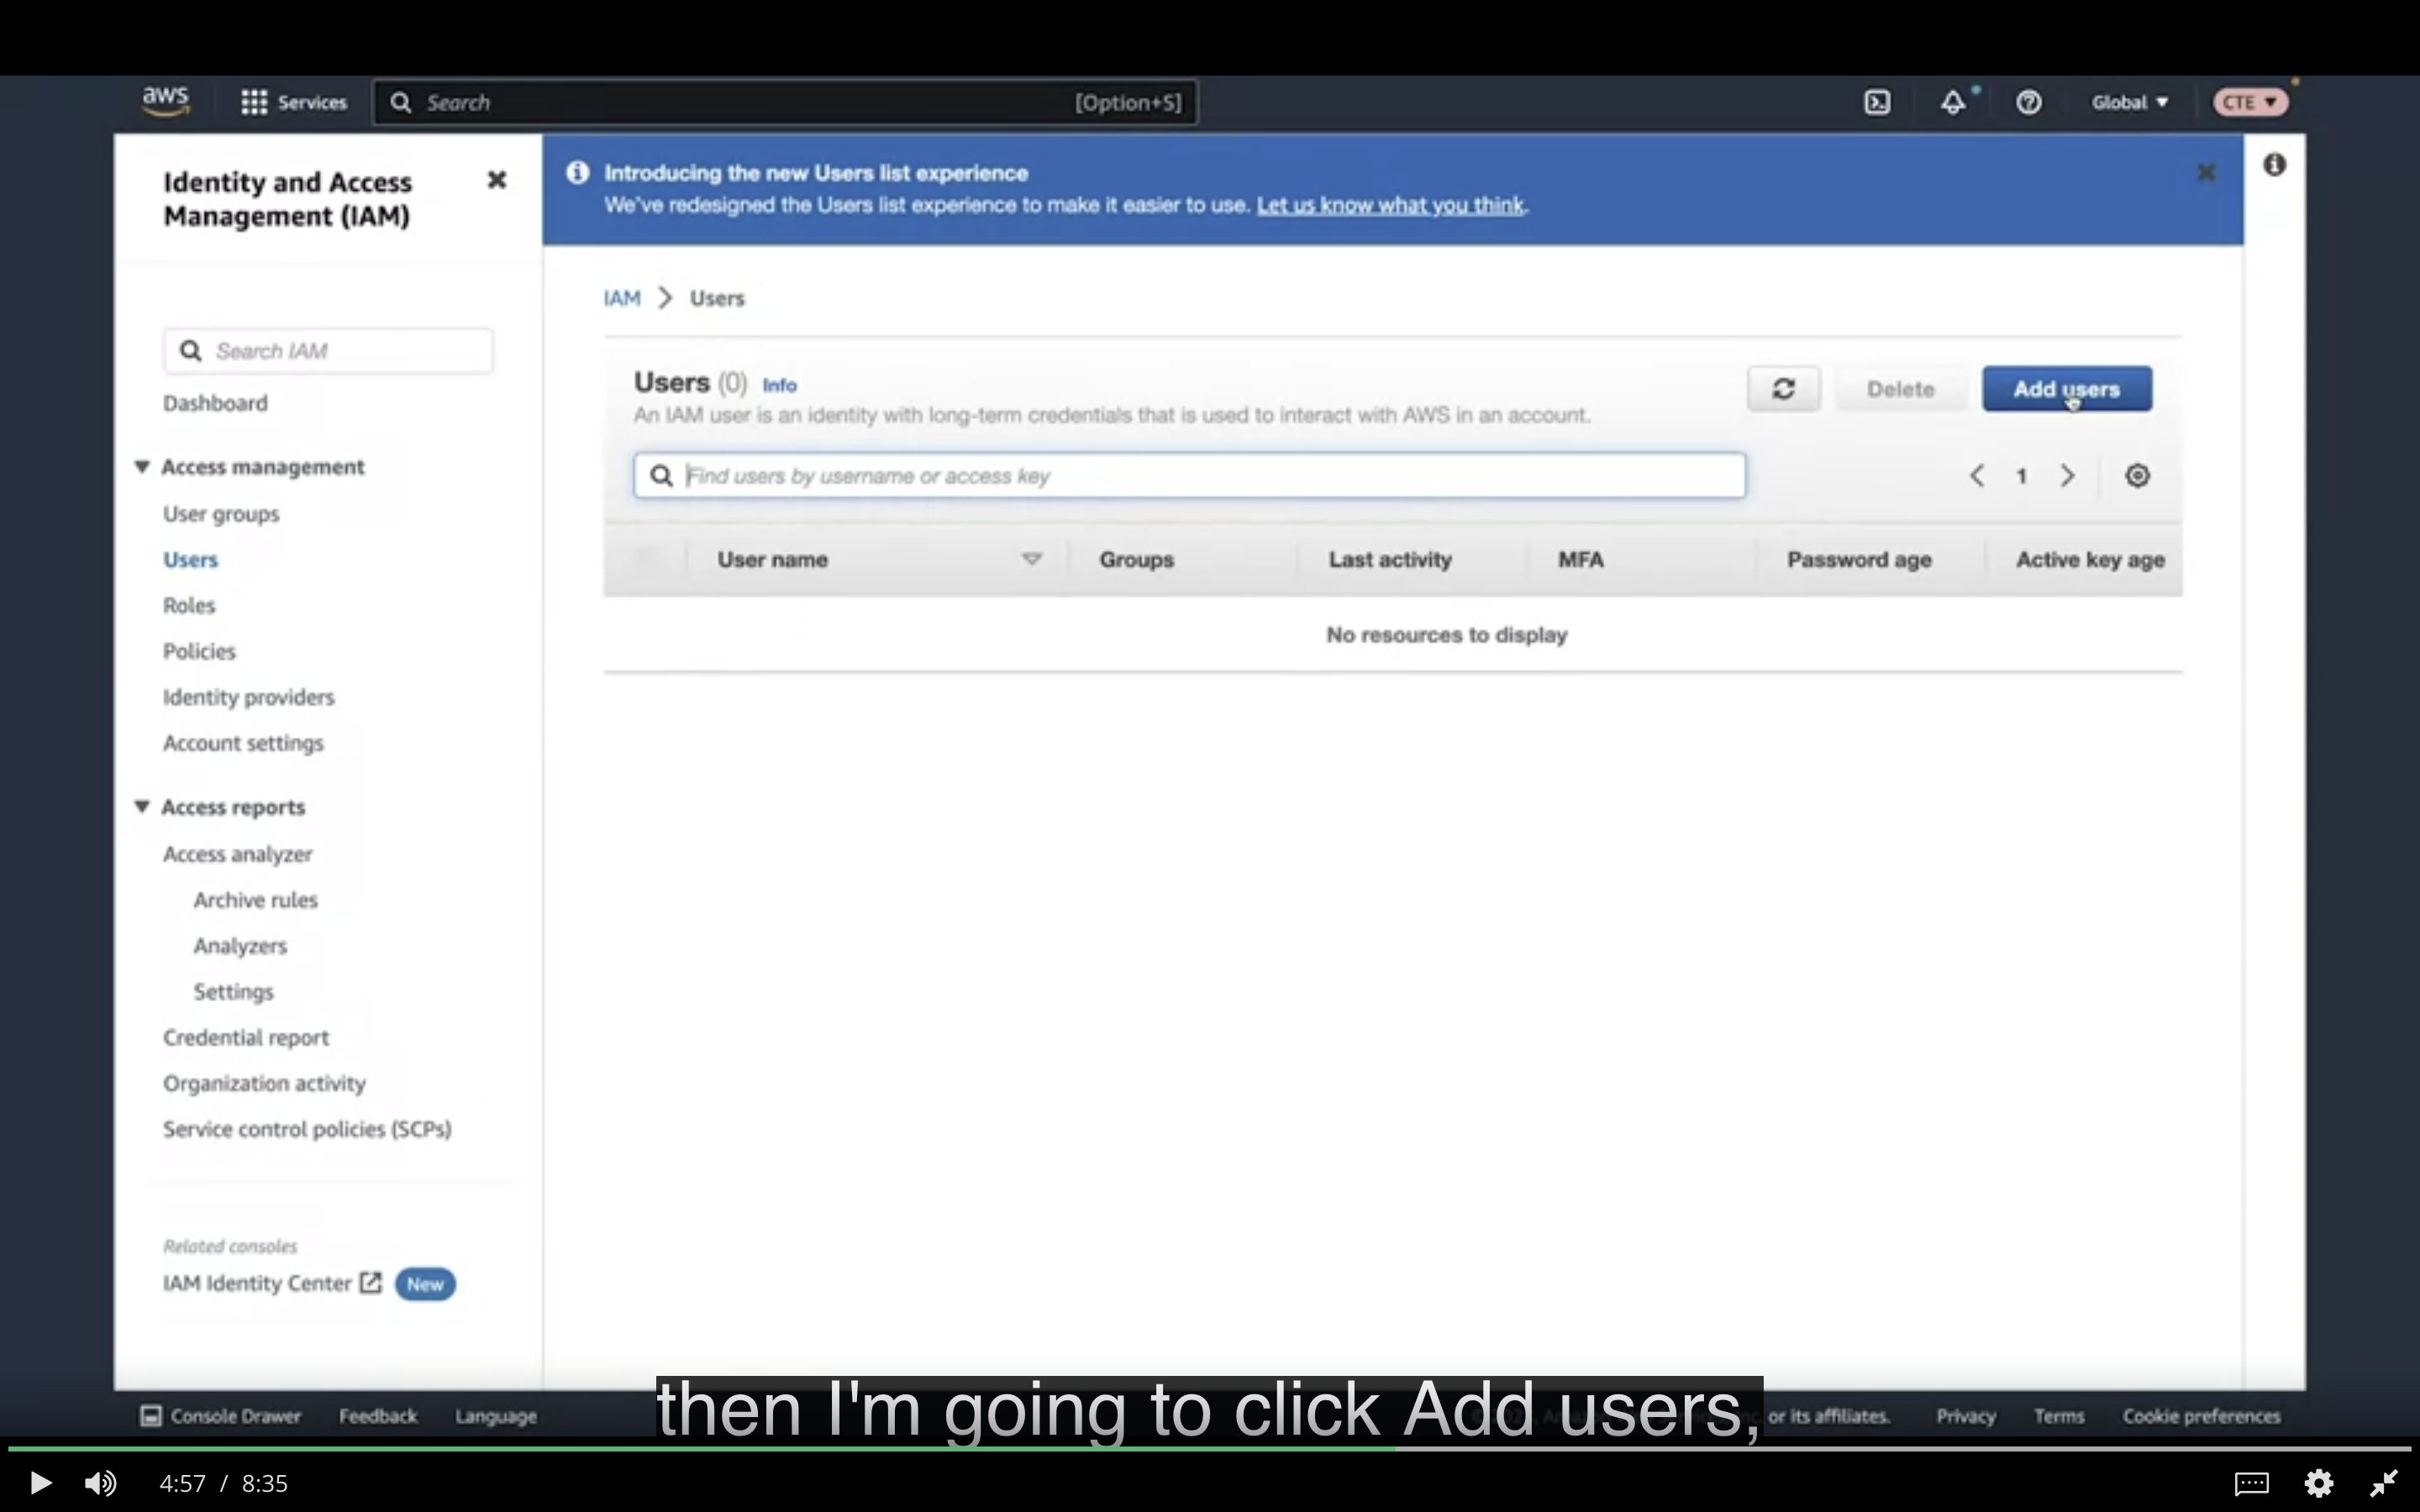 aws
Services
Search
[Option+S]
Global
CTE
Identity and Access
Management (IAM)
Search IAM
Dashboard
Access management
User groups
Users
Roles
Policies
Identity providers
Account settings
Access reports
Access analyzer
Archive rules
Analyzers
Settings
Credential report
Organization activity
Service control policies (SCPs)
Related consoles
IAM Identity Center
New
Introducing the new Users list experience
We've redesigned the Users list experience to make it easier to use. Let us know what you think.
IAM > Users
Users (0) Info
An IAM user is an identity with long-term credentials that is used to interact with AWS in an account.
Delete
Add users
Find users by username or access key
1
User name
Groups
Last activity
MFA
Password age
Active key age
No resources to display
then I'm going to click Add users,
Console Drawer
Feedback
Language
or its affiliates.
Privacy
Terms
Cookie preferences
4:57 / 8:35